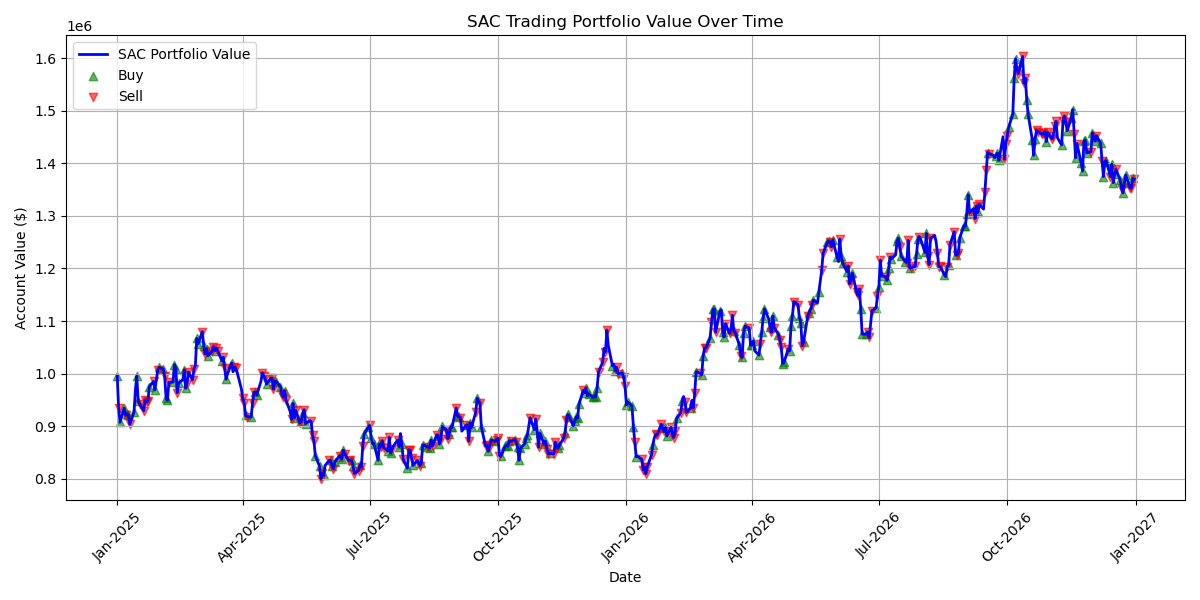 SAC Trading Portfolio Value Over Time
1e6
SAC Portfolio Value
Buy
Sell
1.6
1.5
1.4
1.3
1.2
1.1
1.0
0.9
0.8
Account Value ($)
Jan-2025
Apr-2025
Jul-2025
Oct-2025
Jan-2026
Apr-2026
Jul-2026
Oct-2026
Jan-2027
Date